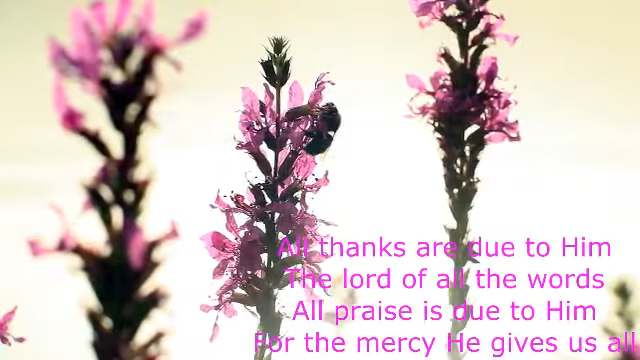 All thanks are due to Him
The lord of all the words
All praise is due to Him
For the mercy He gives us all